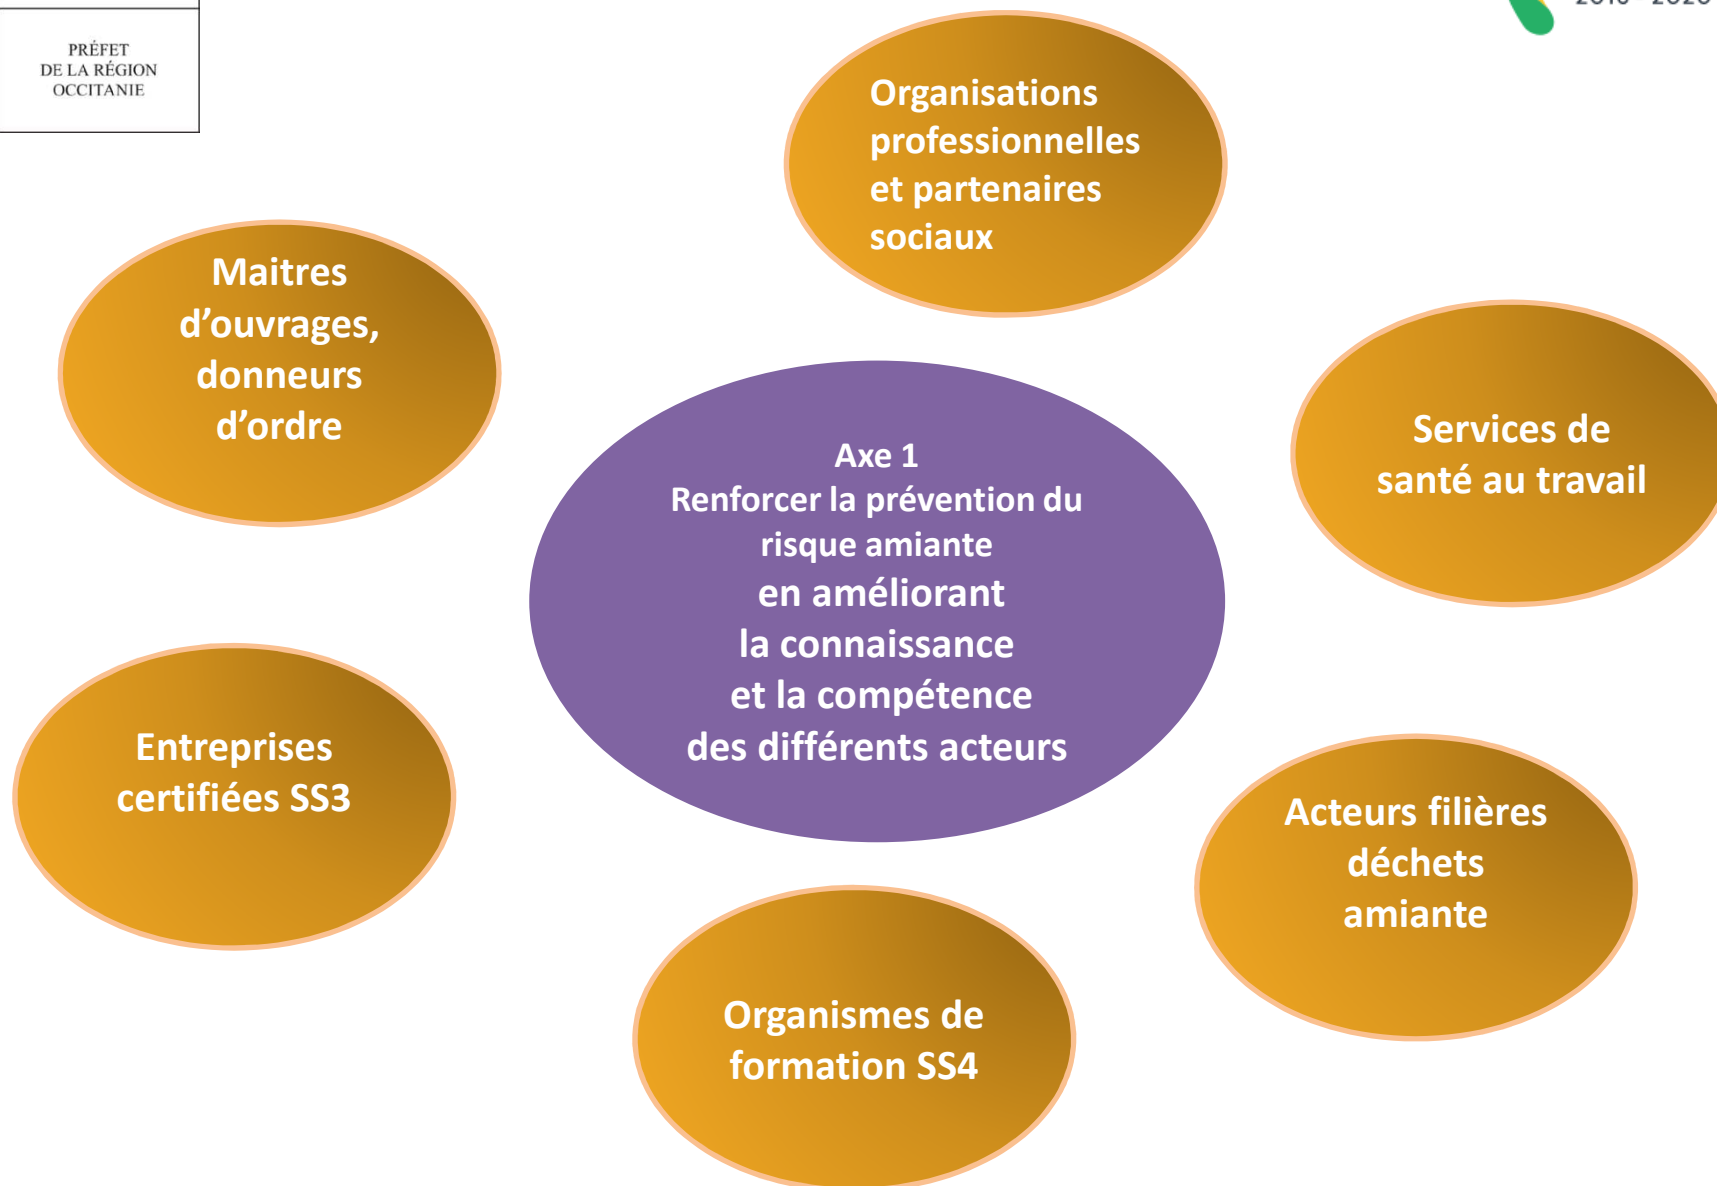 PRÉFET
DE LA RÉGION
OCCITANIE
Organisations
professionnelles
et partenaires
sociaux
Maitres
d’ouvrages,
donneurs
d’ordre
Services de
santé au travail
Axe 1
Renforcer la prévention du
risque amiante
en améliorant
la connaissance
et la compétence
des différents acteurs
Entreprises
certifiées SS3
Acteurs filières
déchets
amiante
Organismes de
formation SS4